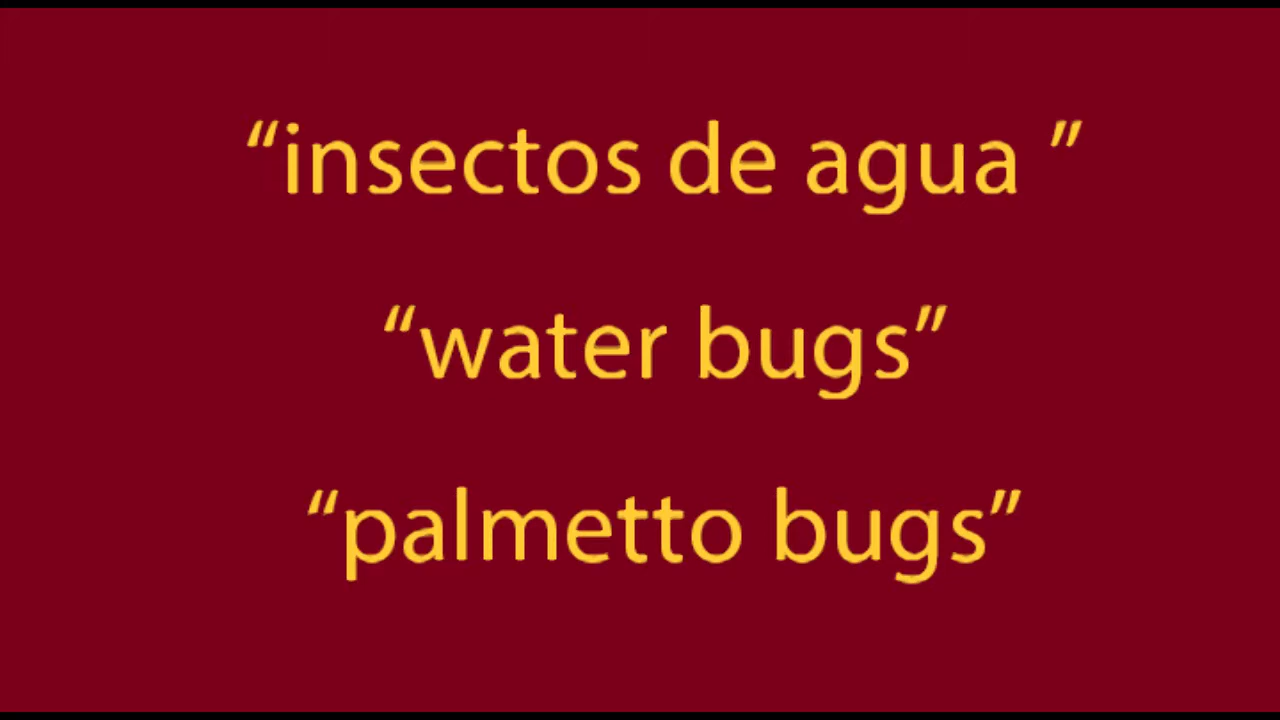 “insectos de agua ”
“water bugs”
“palmetto bugs”